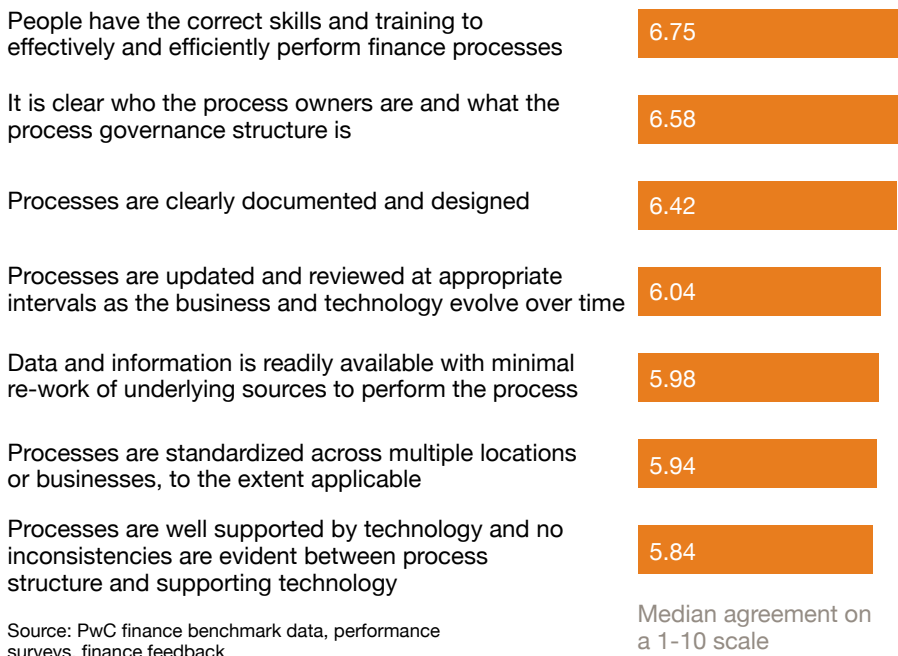 People have the correct skills and training to
effectively and efficiently perform finance processes
6.75
It is clear who the process owners are and what the
process governance structure is
6.58
Processes are clearly documented and designed
6.42
Processes are updated and reviewed at appropriate
intervals as the business and technology evolve over time
6.04
Data and information is readily available with minimal
re-work of underlying sources to perform the process
5.98
Processes are standardized across multiple locations
or businesses, to the extent applicable
5.94
Processes are well supported by technology and no
inconsistencies are evident between process
structure and supporting technology
5.84
Median agreement on
a 1-10 scale
Source: PwC finance benchmark data, performance
surveys, finance feedback